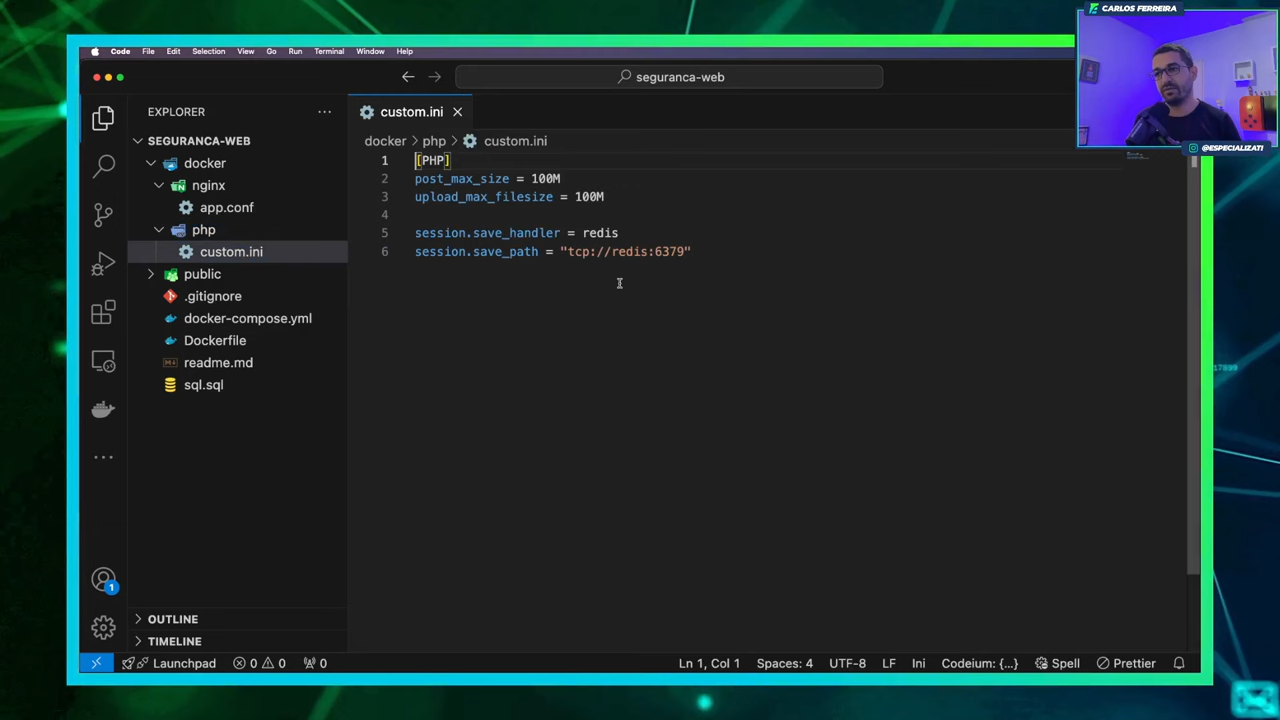 CARLOS FERREIRA
Code File Edit Selection View Go Run Terminal Window Help
seguranca-web
@ESPECIALIZATI
EXPLORER
custom.ini
SEGURANCA-WEB
docker
nginx
app.conf
php
custom.ini
public
.gitignore
docker-compose.yml
Dockerfile
readme.md
sql.sql
OUTLINE
TIMELINE
docker > php > custom.ini
1 [PHP]
2 post_max_size = 100M
3 upload_max_filesize = 100M
4
5 session.save_handler = redis
6 session.save_path = "tcp://redis:6379"
1
Launchpad 0 0 0 Ln 1, Col 1 Spaces: 4 UTF-8 LF Ini Codeium: {...} Spell Prettier
17899